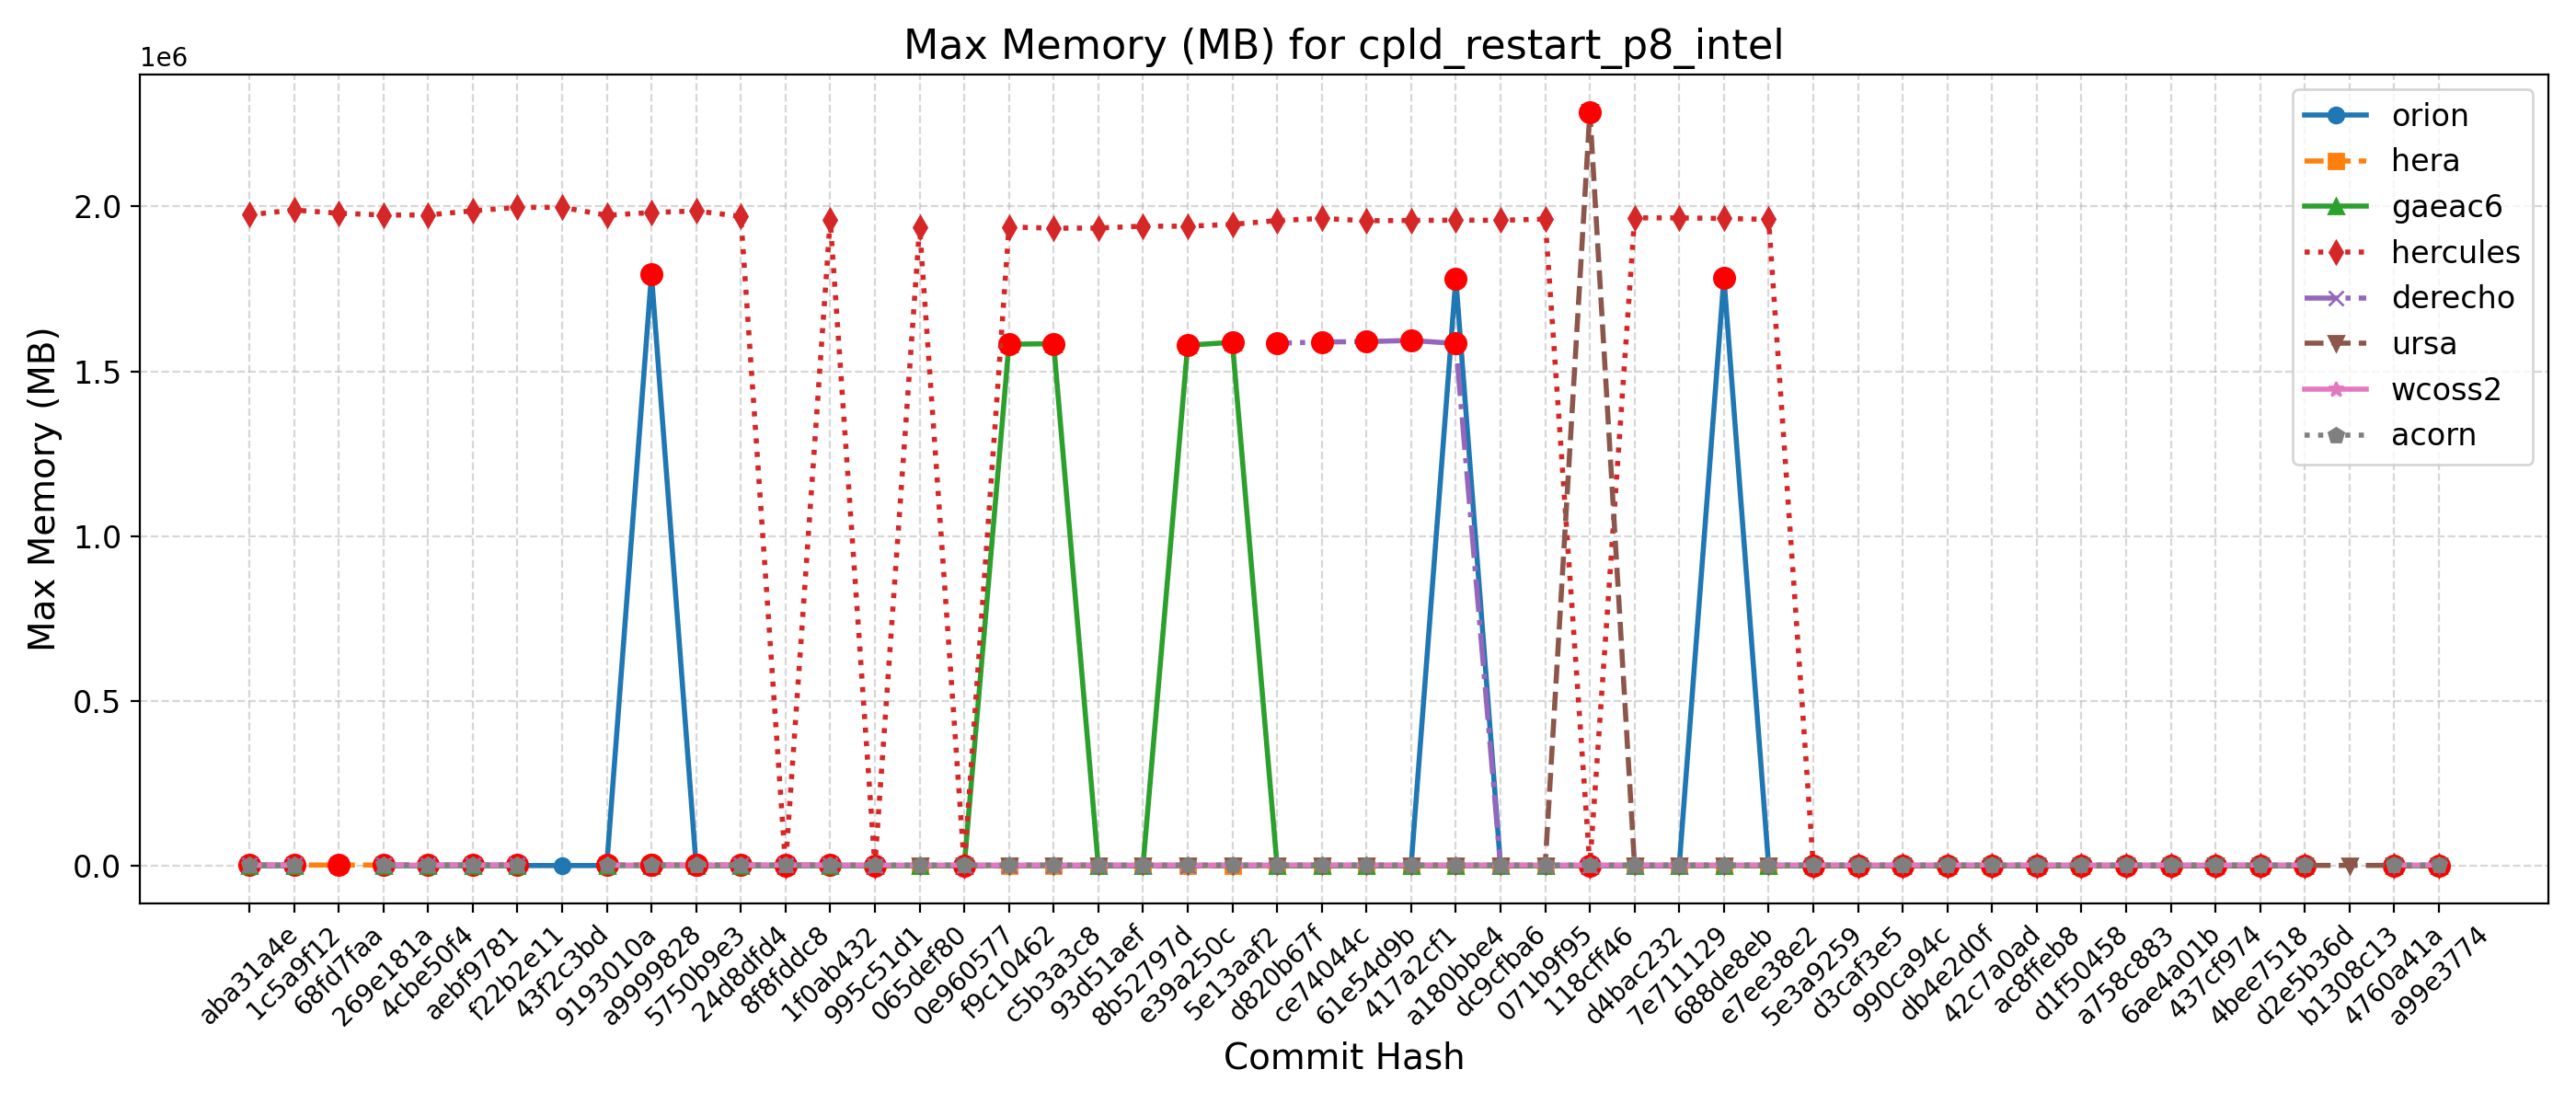 Max Memory (MB) for cpld_restart_p8_intel
1e6
2.0
1.5
1.0
0.5
0.0
Max Memory (MB)
orion
hera
gaeac6
hercules
derecho
ursa
wcoss2
acorn
aba31a4e
1c5a9f12
68fd7faa
269e181a
4cbe50f4
aebf9781
f22b2e11
43f2c3bd
9193010a
a9999828
5750b9e3
24d8dfd4
8f8fddc8
1f0ab432
995c51d1
065def80
0e960577
f9c10462
c5b3a3c8
93d51aef
8b52797d
e39a250c
5e13aaf2
d820b67f
ce74044c
61e54d9b
417a2cf1
a180bbe4
dc9cfba6
071b9f95
118cff46
d4bac232
7e711129
688de8eb
e7ee38e2
5e3a9259
d3caf3e5
990ca94c
db4e2d0f
42c7a0ad
ac8ffeb8
d1f50458
a758c883
6ae4a01b
437cf974
4bee7518
d2e5b36d
b1308c13
4760a41a
a99e3774
Commit Hash